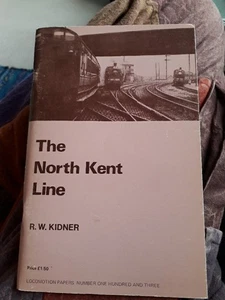 The
North Kent
Line
R. W. KIDNER
Price £1·50
LOCOMOTION PAPERS, NUMBER ONE HUNDRED AND THREE